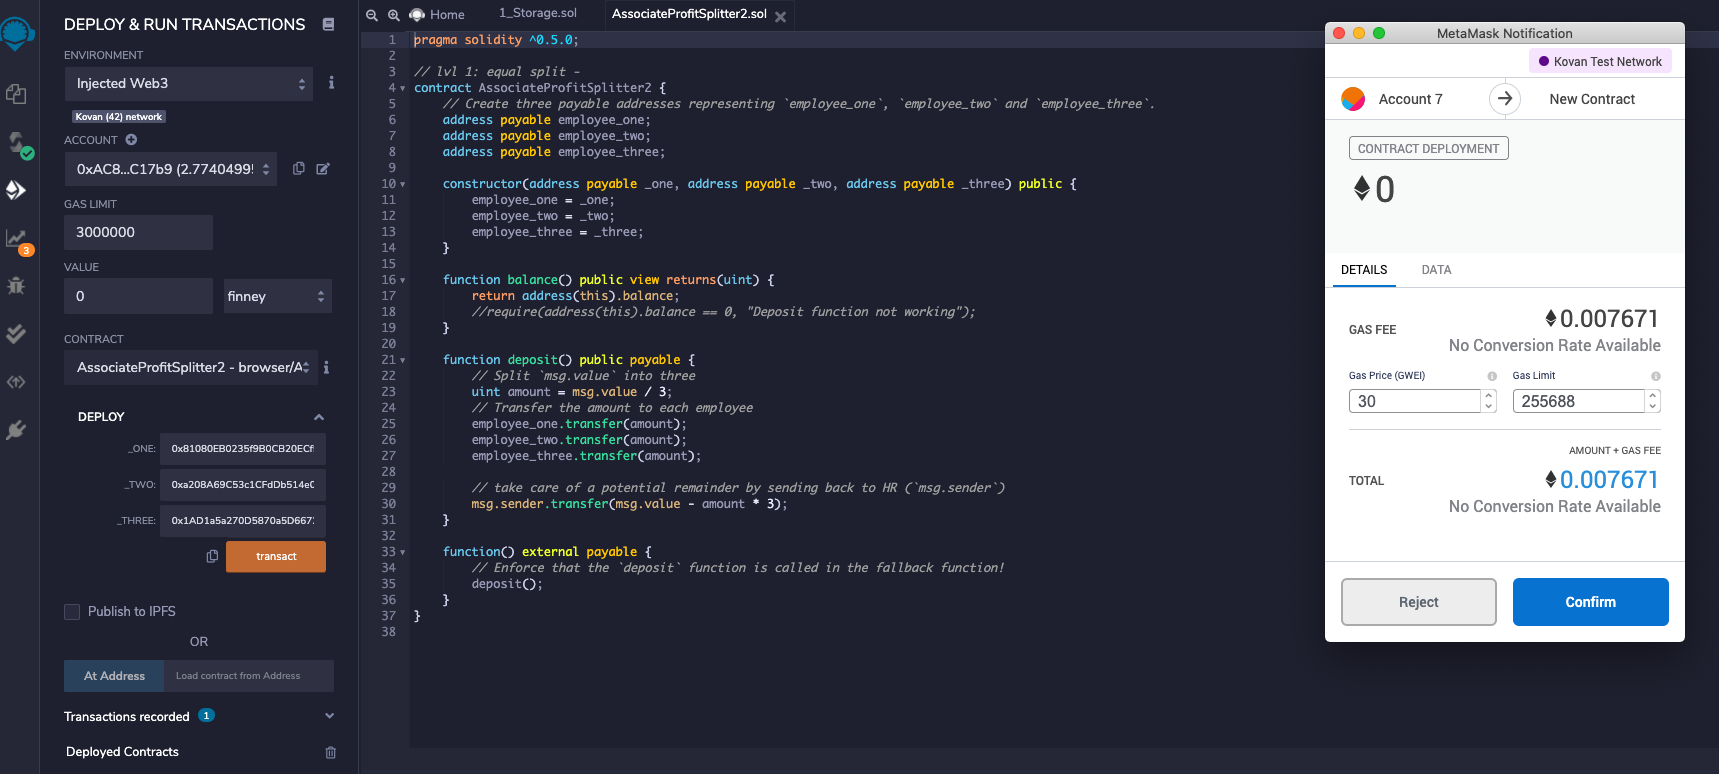 DEPLOY & RUN TRANSACTIONS
ENVIRONMENT
Injected Web3
Kovan (42) network
ACCOUNT
0xAC8...C17b9 (2.7740499
GAS LIMIT
3000000
VALUE
0
finney
CONTRACT
AssociateProfitSplitter2 - browser/A
DEPLOY
_ONE:
0x81080EB0235f9B0CB20ECf
_TWO:
0xa208A69C53c1CFdDb514e0
_THREE:
0x1AD1a5a270D5870a5D667
transact
Publish to IPFS
OR
At Address
Load contract from Address
Transactions recorded 1
Deployed Contracts
3
Home
1_Storage.sol
AssociateProfitSplitter2.sol
1 pragma solidity ^0.5.0;
2
3 // lvl 1: equal split -
4 contract AssociateProfitSplitter2 {
5 // Create three payable addresses representing `employee_one`, `employee_two` and `employee_three`.
6 address payable employee_one;
7 address payable employee_two;
8 address payable employee_three;
9
10 constructor(address payable _one, address payable _two, address payable _three) public {
11 employee_one = _one;
12 employee_two = _two;
13 employee_three = _three;
14 }
15
16 function balance() public view returns(uint) {
17 return address(this).balance;
18 //require(address(this).balance == 0, "Deposit function not working");
19 }
20
21 function deposit() public payable {
22 // Split `msg.value` into three
23 uint amount = msg.value / 3;
24 // Transfer the amount to each employee
25 employee_one.transfer(amount);
26 employee_two.transfer(amount);
27 employee_three.transfer(amount);
28
29 // take care of a potential remainder by sending back to HR (`msg.sender`)
30 msg.sender.transfer(msg.value - amount * 3);
31 }
32
33 function() external payable {
34 // Enforce that the `deposit` function is called in the fallback function!
35 deposit();
36 }
37 }
38
MetaMask Notification
Kovan Test Network
Account 7
New Contract
CONTRACT DEPLOYMENT
0
DETAILS
DATA
GAS FEE
0.007671
No Conversion Rate Available
Gas Price (GWEI)
Gas Limit
30
255688
AMOUNT + GAS FEE
TOTAL
0.007671
No Conversion Rate Available
Reject
Confirm